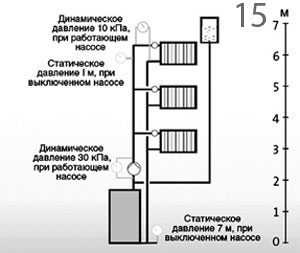 15 м
Динамическое
давление 10 кПа,
при работающем
насосе
Статическое
давление I м, при
выключенном насосе
Динамическое
давление 30 кПа,
при работающем
насосе
Статическое
давление 7 м, при
выключенном насосе
7
6
5
4
3
2
1
0